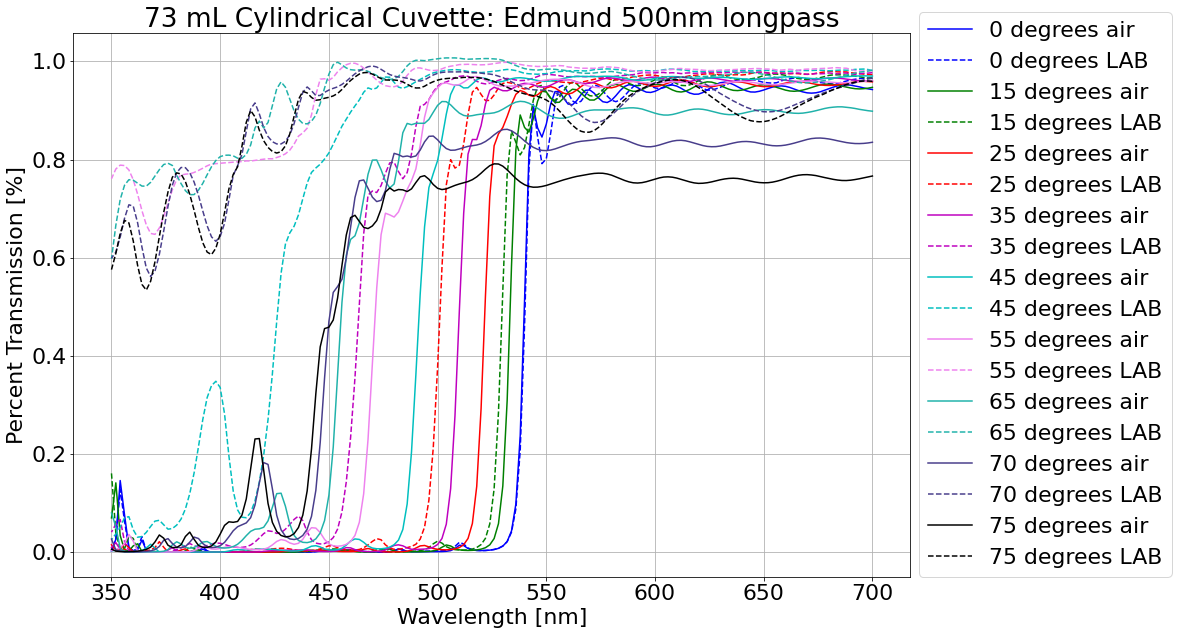 73 mL Cylindrical Cuvette: Edmund 500nm longpass
Percent Transmission [%]
1.0
0.8
0.6
0.4
0.2
0.0
350 400 450 500 550 600 650 700
Wavelength [nm]
0 degrees air
0 degrees LAB
15 degrees air
15 degrees LAB
25 degrees air
25 degrees LAB
35 degrees air
35 degrees LAB
45 degrees air
45 degrees LAB
55 degrees air
55 degrees LAB
65 degrees air
65 degrees LAB
70 degrees air
70 degrees LAB
75 degrees air
75 degrees LAB